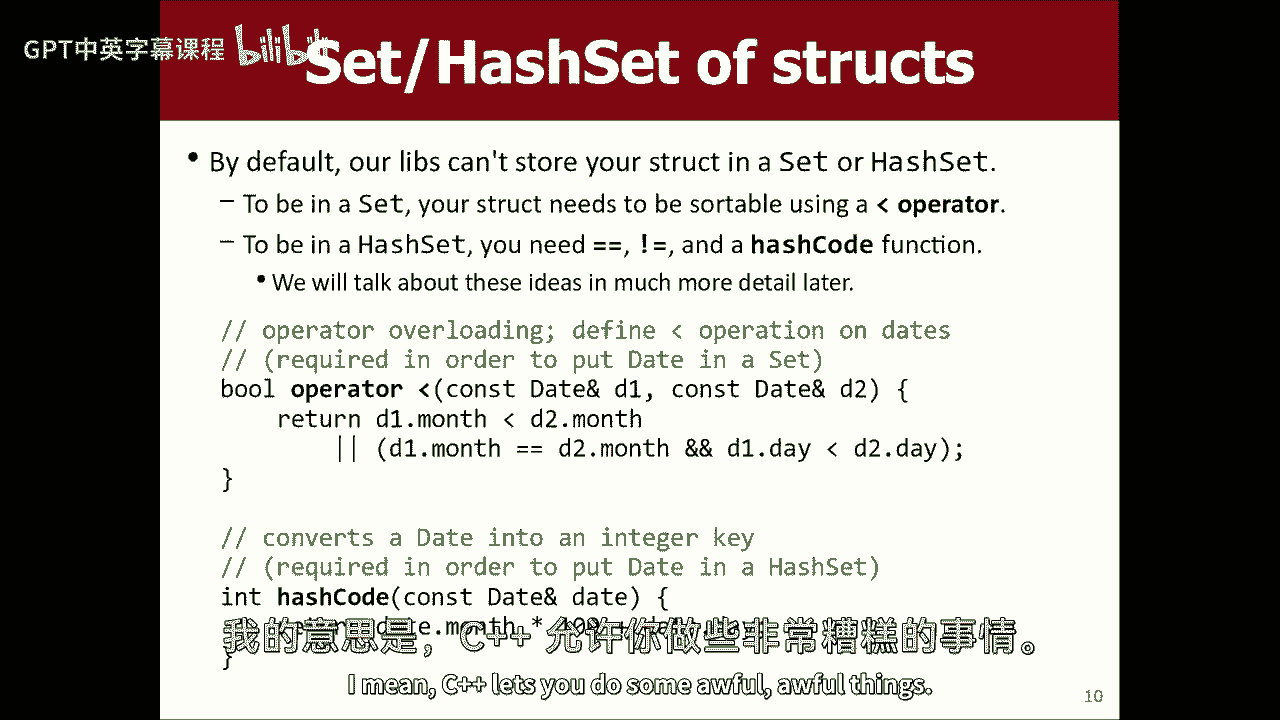 GPT中英字幕课程 bilibili
Set/HashSet of structs
• By default, our libs can't store your struct in a Set or HashSet.
– To be in a Set, your struct needs to be sortable using a < operator.
– To be in a HashSet, you need ==, !=, and a hashCode function.
• We will talk about these ideas in much more detail later.
// operator overloading; define < operation on dates
// (required in order to put Date in a Set)
bool operator <(const Date& d1, const Date& d2) {
return d1.month < d2.month
|| (d1.month == d2.month && d1.day < d2.day);
}
// converts a Date into an integer key
// (required in order to put Date in a HashSet)
int hashCode(const Date& date) {
我的意思是，C++ 允许你做些非常糟糕的事情。
}
I mean, C++ lets you do some awful, awful things.
10